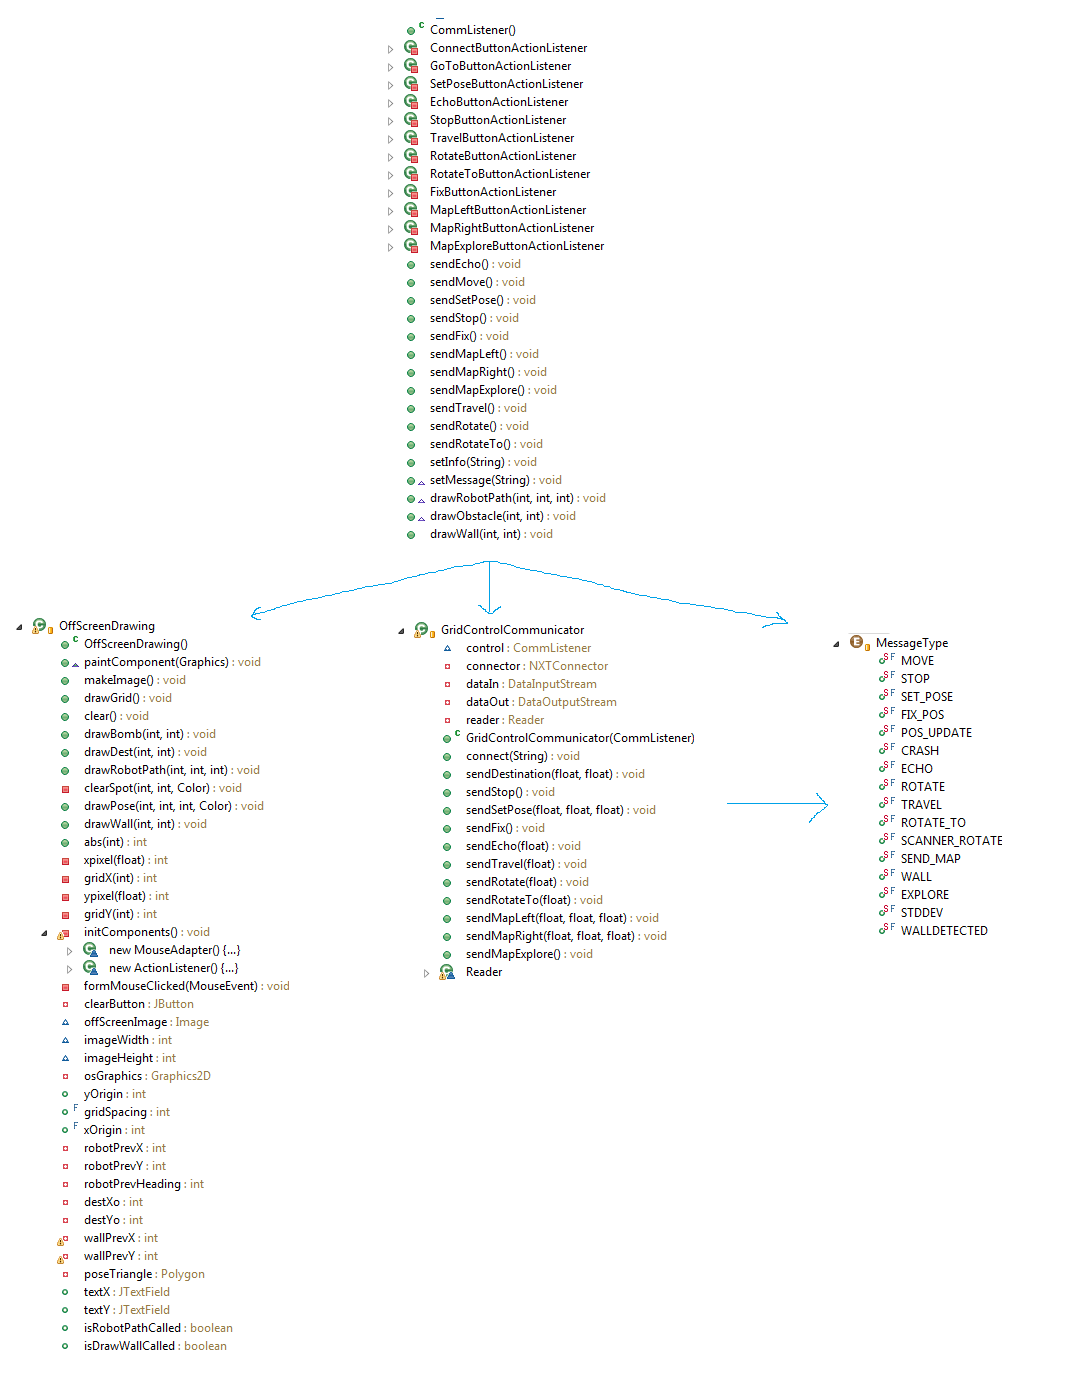 CommListener()
ConnectButtonActionListener
GoToButtonActionListener
SetPoseButtonActionListener
EchoButtonActionListener
StopButtonActionListener
TravelButtonActionListener
RotateButtonActionListener
RotateToButtonActionListener
FixButtonActionListener
MapLeftButtonActionListener
MapRightButtonActionListener
MapExploreButtonActionListener
sendEcho() : void
sendMove() : void
sendSetPose() : void
sendStop() : void
sendFix() : void
sendMapLeft() : void
sendMapRight() : void
sendMapExplore() : void
sendTravel() : void
sendRotate() : void
sendRotateTo() : void
setInfo(String) : void
setMessage(String) : void
drawRobotPath(int, int, int) : void
drawObstacle(int, int) : void
drawWall(int, int) : void
OffScreenDrawing
OffScreenDrawing()
paintComponent(Graphics) : void
makeImage() : void
drawGrid() : void
clear() : void
drawBomb(int, int) : void
drawDest(int, int) : void
drawRobotPath(int, int, int) : void
clearSpot(int, int, Color) : void
drawPose(int, int, int, Color) : void
drawWall(int, int) : void
abs(int) : int
xpixel(float) : int
gridX(int) : int
ypixel(float) : int
gridY(int) : int
initComponents() : void
new MouseAdapter() {...}
new ActionListener() {...}
formMouseClicked(MouseEvent) : void
clearButton : JButton
offScreenImage : Image
imageWidth : int
imageHeight : int
osGraphics : Graphics2D
yOrigin : int
gridSpacing : int
xOrigin : int
robotPrevX : int
robotPrevY : int
robotPrevHeading : int
destXo : int
destYo : int
wallPrevX : int
wallPrevY : int
poseTriangle : Polygon
textX : JTextField
textY : JTextField
isRobotPathCalled : boolean
isDrawWallCalled : boolean
GridControlCommunicator
control : CommListener
connector : NXTConnector
dataIn : DataInputStream
dataOut : DataOutputStream
reader : Reader
GridControlCommunicator(CommListener)
connect(String) : void
sendDestination(float, float) : void
sendStop() : void
sendSetPose(float, float, float) : void
sendFix() : void
sendEcho(float) : void
sendTravel(float) : void
sendRotate(float) : void
sendRotateTo(float) : void
sendMapLeft(float, float, float) : void
sendMapRight(float, float, float) : void
sendMapExplore() : void
Reader
MessageType
MOVE
STOP
SET_POSE
FIX_POS
POS_UPDATE
CRASH
ECHO
ROTATE
TRAVEL
ROTATE_TO
SCANNER_ROTATE
SEND_MAP
WALL
EXPLORE
STDDEV
WALLDETECTED